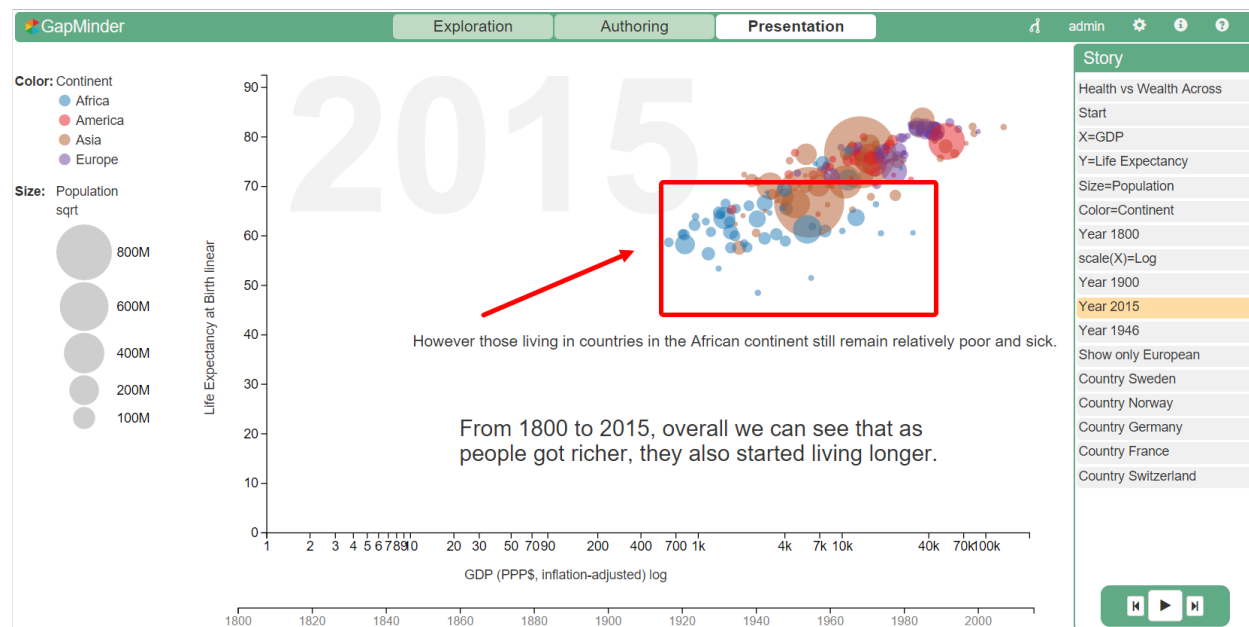 GapMinder
Exploration
Authoring
Presentation
admin
Color: Continent
Africa
America
Asia
Europe
Size: Population
sqrt
800M
600M
400M
200M
100M
2015
Life Expectancy at Birth linear
90
80
70
60
50
40
30
20
10
0
However those living in countries in the African continent still remain relatively poor and sick.
From 1800 to 2015, overall we can see that as
people got richer, they also started living longer.
1 2 3 4 5 6 7 8 9 10 20 30 50 70 90 200 400 700 1k 4k 7k 10k 40k 70k 100k
GDP (PPP$, inflation-adjusted) log
1800 1820 1840 1860 1880 1900 1920 1940 1960 1980 2000
Story
Health vs Wealth Across
Start
X=GDP
Y=Life Expectancy
Size=Population
Color=Continent
Year 1800
scale(X)=Log
Year 1900
Year 2015
Year 1946
Show only European
Country Sweden
Country Norway
Country Germany
Country France
Country Switzerland